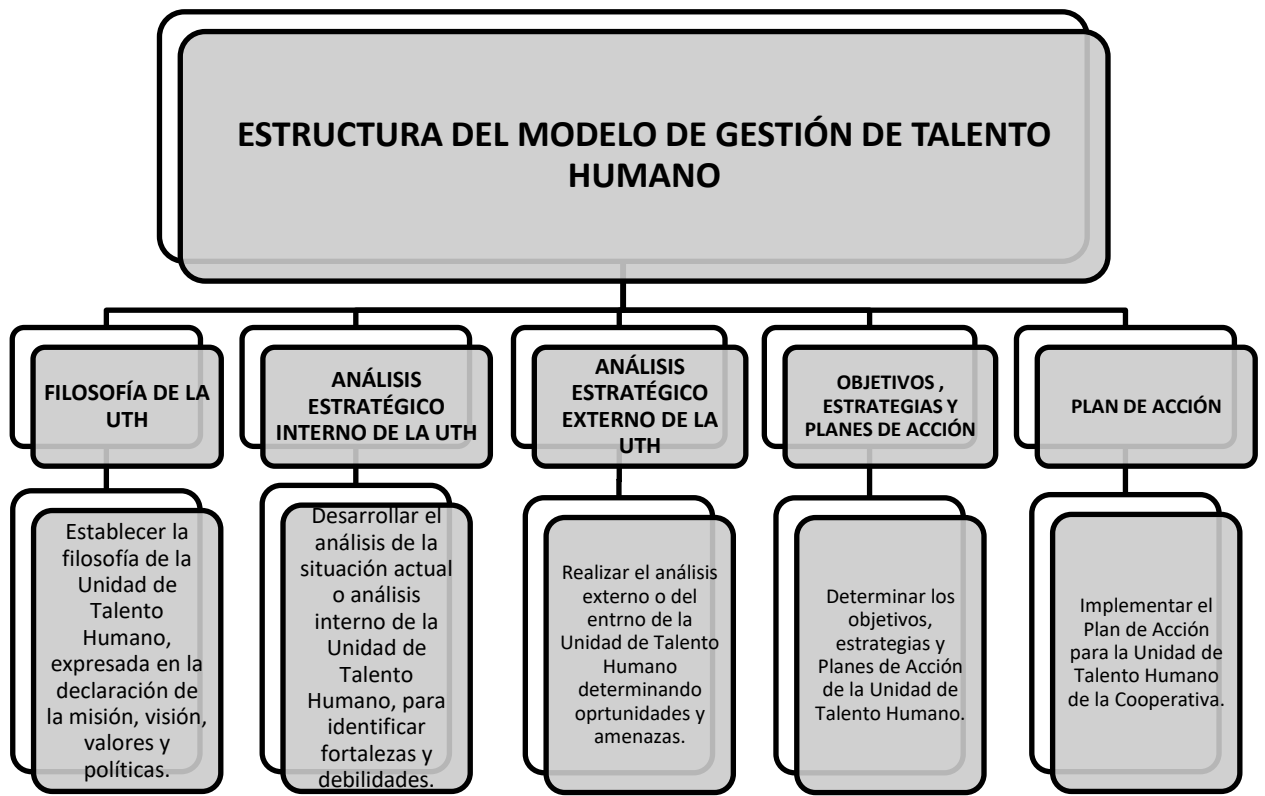 ESTRUCTURA DEL MODELO DE GESTIÓN DE TALENTO
HUMANO
FILOSOFÍA DE LA
UTH
ANÁLISIS
ESTRATÉGICO
INTERNO DE LA UTH
ANÁLISIS
ESTRATÉGICO
EXTERNO DE LA
UTH
OBJETIVOS ,
ESTRATEGIAS Y
PLANES DE ACCIÓN
PLAN DE ACCIÓN
Establecer la
filosofía de la
Unidad de
Talento
Humano,
expresada en la
declaración de
la misión, visión,
valores y
políticas.
Desarrollar el
análisis de la
situación actual
o análisis
interno de la
Unidad de
Talento
Humano, para
identificar
fortalezas y
debilidades.
Realizar el análisis
externo o del
entrno de la
Unidad de Talento
Humano
determinando
oprtunidades y
amenazas.
Determinar los
objetivos,
estrategias y
Planes de Acción
de la Unidad de
Talento Humano.
Implementar el
Plan de Acción
para la Unidad de
Talento Humano
de la Cooperativa.